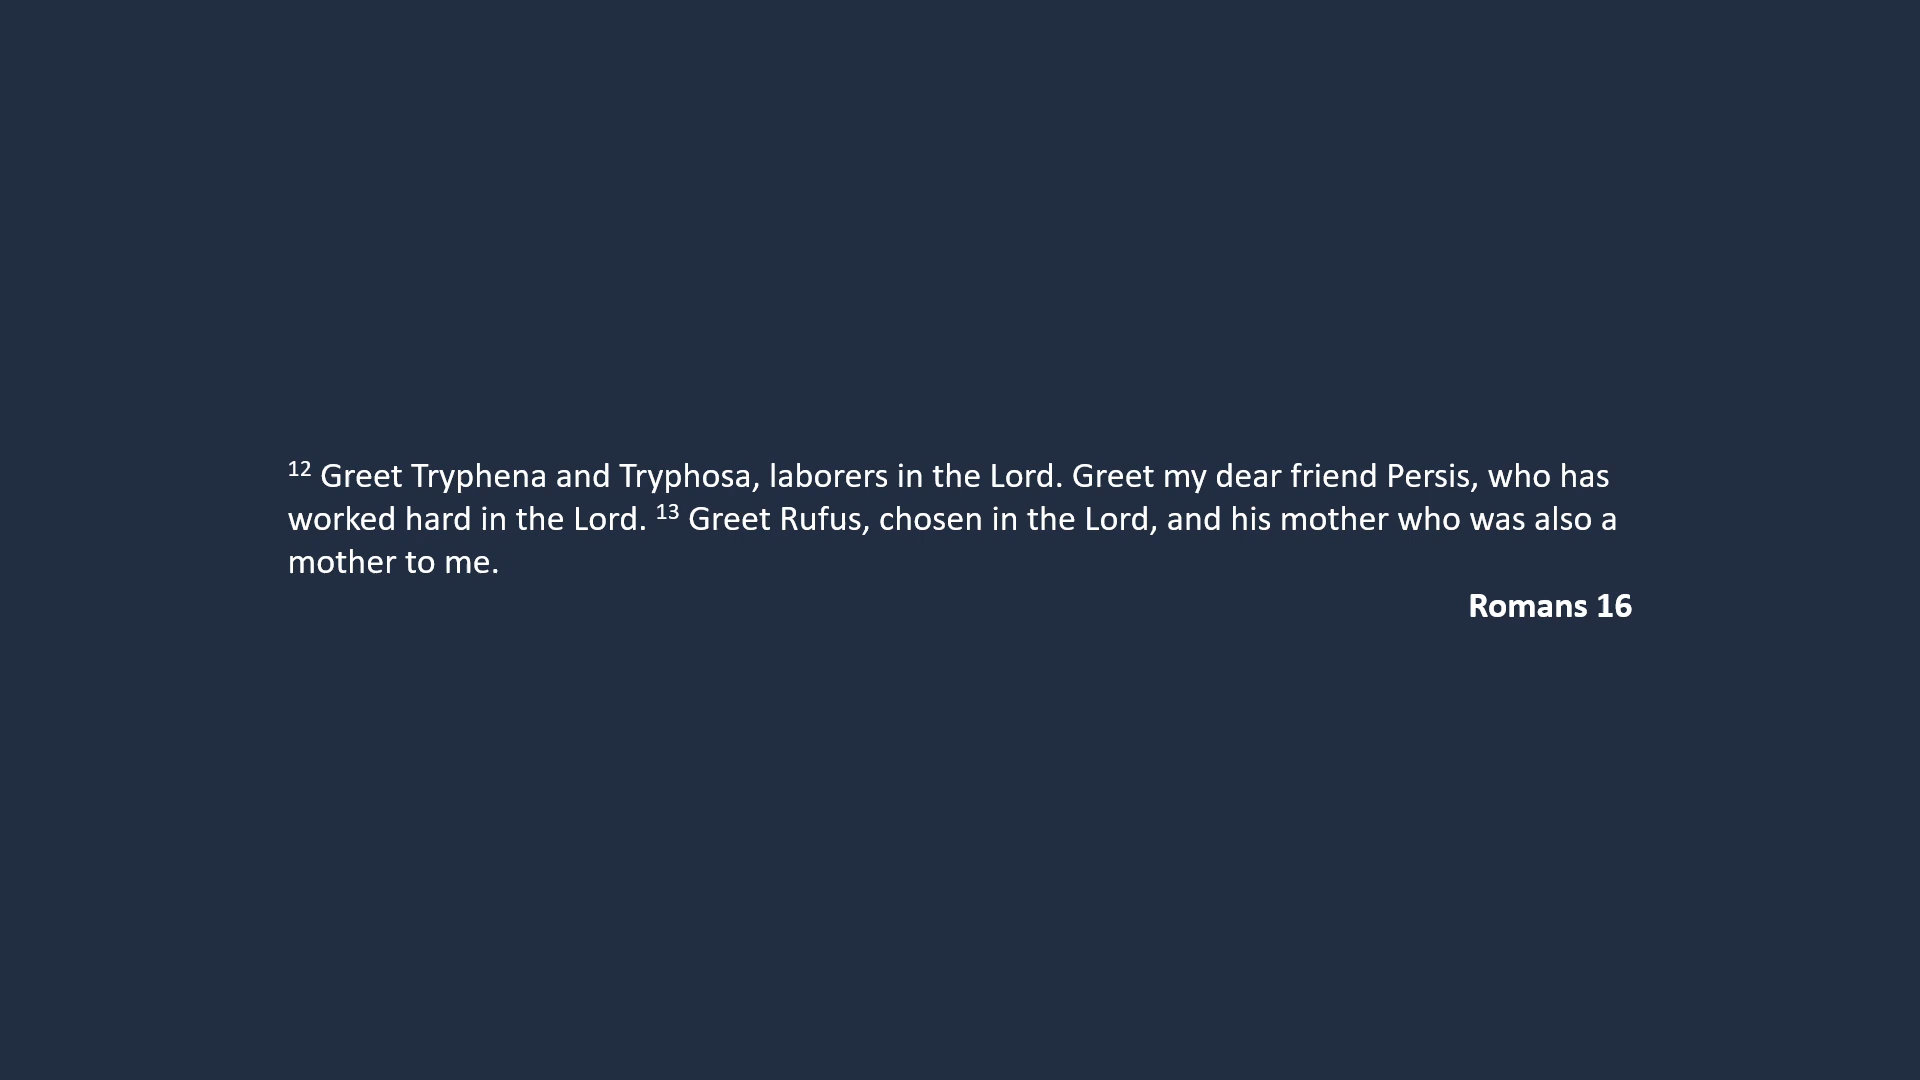 12 Greet Tryphena and Tryphosa, laborers in the Lord. Greet my dear friend Persis, who has
worked hard in the Lord. 13 Greet Rufus, chosen in the Lord, and his mother who was also a
mother to me.
Romans 16